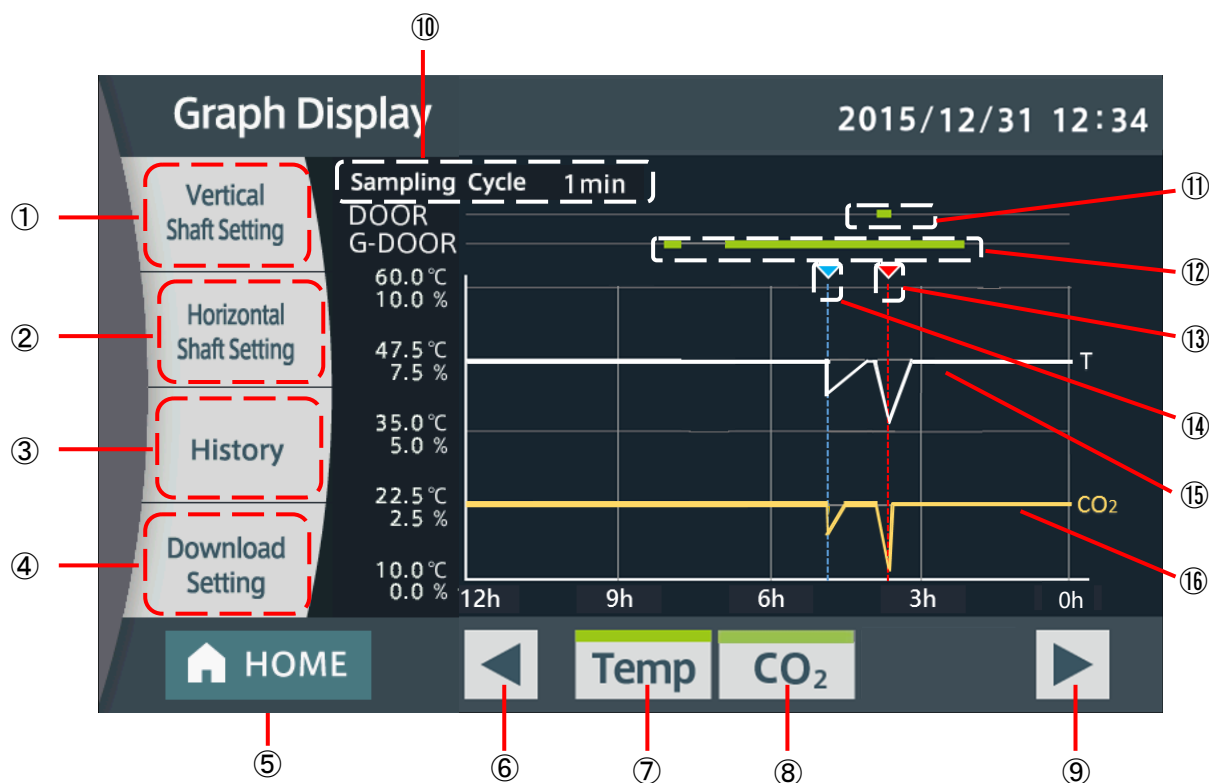 ⑩
Graph Display
2015/12/31 12:34
Sampling Cycle 1min
⑪
① Vertical
Shaft Setting
DOOR
G-DOOR
⑫
60.0℃
10.0 %
⑬
② Horizontal
Shaft Setting
47.5℃
7.5 %
T
⑭
③ History
35.0℃
5.0 %
⑮
22.5℃
2.5 %
CO2
④ Download
Setting
10.0℃
0.0 %
⑯
12h 9h 6h 3h 0h
HOME
Temp
CO2
⑤ ⑥ ⑦ ⑧ ⑨